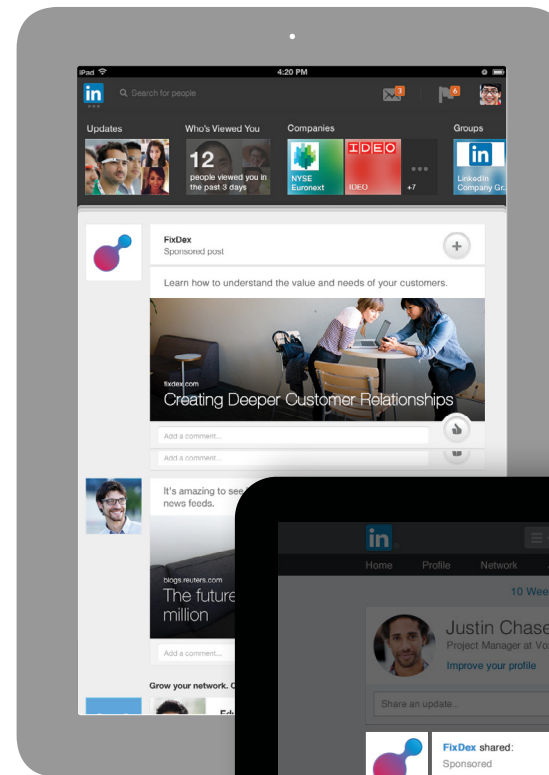 iPad
4:20 PM
in
Search for people
3
6
Updates
Who's Viewed You
Companies
Groups
12
people viewed you in
the past 3 days
NYSE
Euronext
IDEO
IDEO
+7
in
LinkedIn
Company Gr..
FixDex
Sponsored post
Learn how to understand the value and needs of your customers.
fixdex.com
Creating Deeper Customer Relationships
Add a comment...
Add a comment...
It's amazing to see
news feeds.
blogs.reuters.com
The future
million
Add a comment...
Grow your network.
in
Home
Profile
Network
10 Wee
Justin Chase
Project Manager at Vo
Improve your profile
Share an update...
FixDex shared:
Sponsored